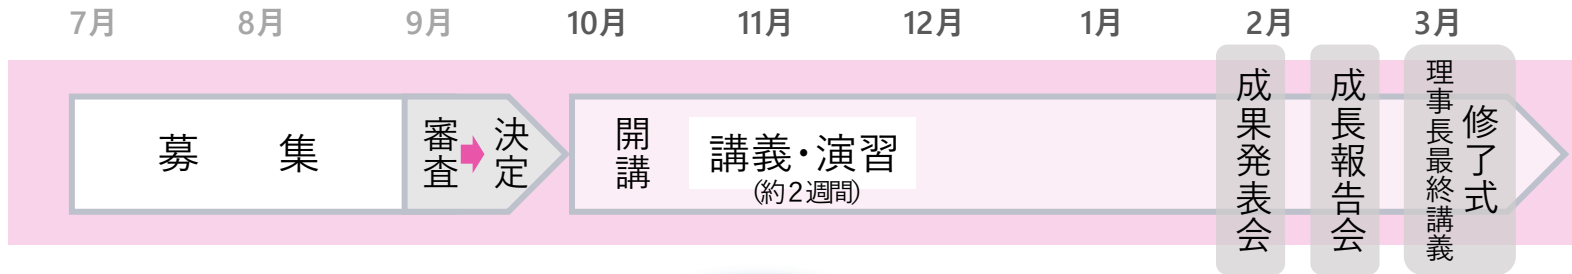 7月 8月 9月 10月 11月 12月 1月 2月 3月
募 集
審査
決定
開講
講義・演習
(約2週間)
成果発表会
成長報告会
理事長最終講義
修了式